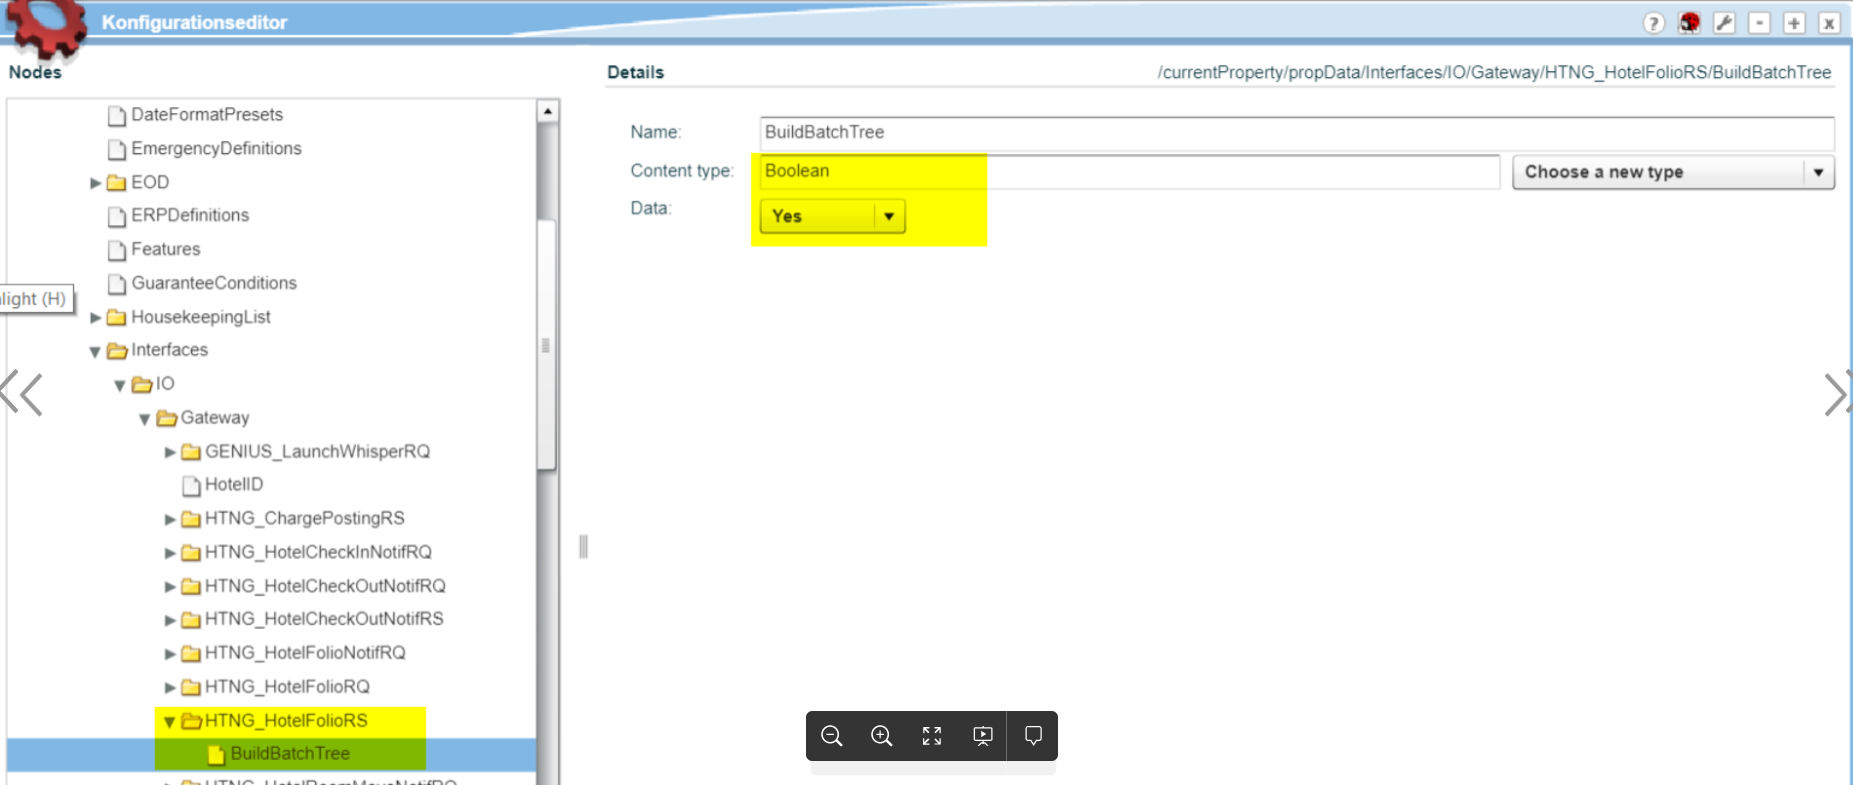 Konfigurationseditor
? - + x
Nodes
DateFormatPresets
EmergencyDefinitions
EOD
ERPDefinitions
Features
GuaranteeConditions
light (H)
HousekeepingList
Interfaces
IO
Gateway
GENIUS_LaunchWhisperRQ
HotelID
HTNG_ChargePostingRS
HTNG_HotelCheckInNotifRQ
HTNG_HotelCheckOutNotifRQ
HTNG_HotelCheckOutNotifRS
HTNG_HotelFolioNotifRQ
HTNG_HotelFolioRQ
HTNG_HotelFolioRS
BuildBatchTree
HTNG_HotelRoomMoveNotifRQ
Details
/currentProperty/propData/Interfaces/IO/Gateway/HTNG_HotelFolioRS/BuildBatchTree
Name: BuildBatchTree
Content type: Boolean Choose a new type
Data: Yes